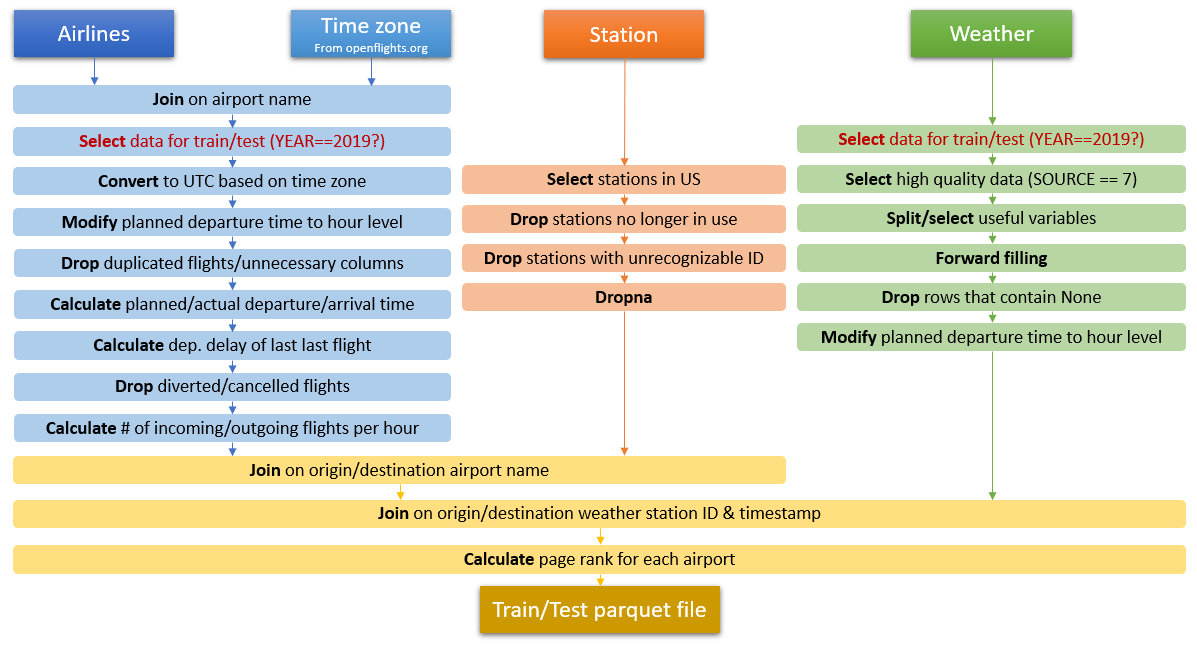 Airlines
Time zone
From openflights.org
Station
Weather
Join on airport name
Select data for train/test (YEAR==2019?)
Convert to UTC based on time zone
Modify planned departure time to hour level
Drop duplicated flights/unnecessary columns
Calculate planned/actual departure/arrival time
Calculate dep. delay of last last flight
Drop diverted/cancelled flights
Calculate # of incoming/outgoing flights per hour
Select stations in US
Drop stations no longer in use
Drop stations with unrecognizable ID
Dropna
Select data for train/test (YEAR==2019?)
Select high quality data (SOURCE == 7)
Split/select useful variables
Forward filling
Drop rows that contain None
Modify planned departure time to hour level
Join on origin/destination airport name
Join on origin/destination weather station ID & timestamp
Calculate page rank for each airport
Train/Test parquet file